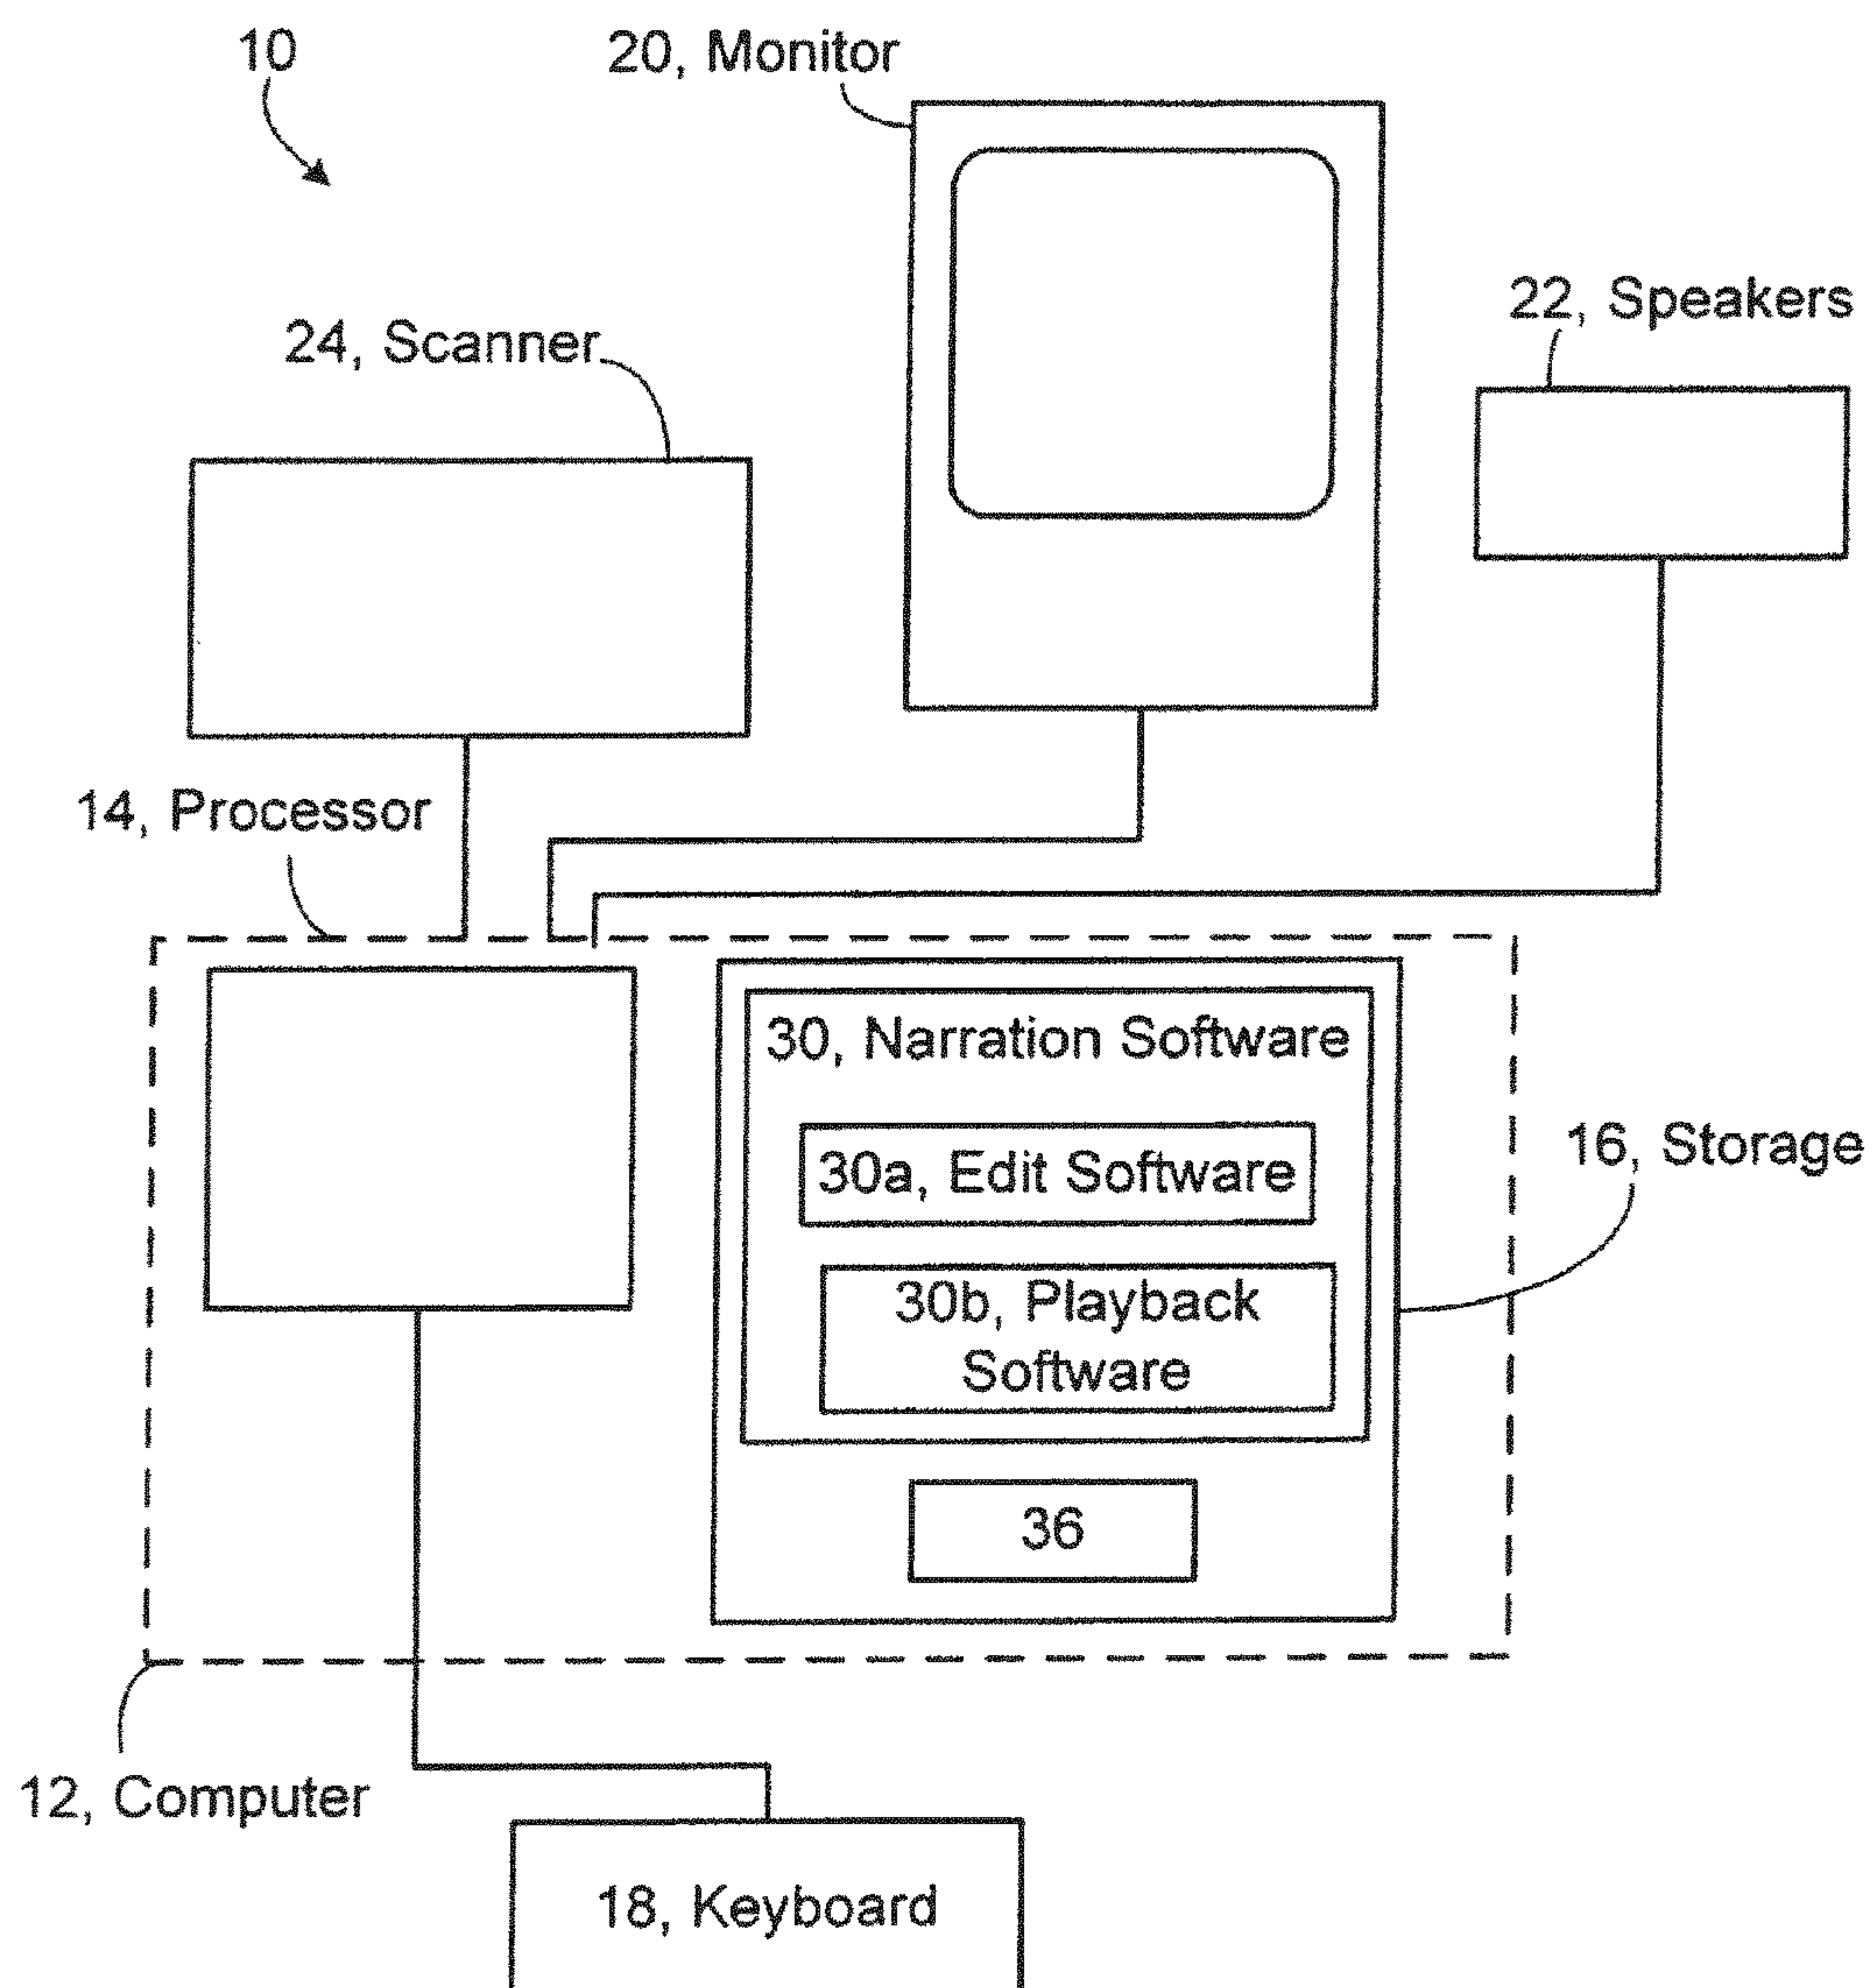 10
20, Monitor
22, Speakers
24, Scanner
14, Processor
30, Narration Software
30a, Edit Software
16, Storage
30b, Playback
Software
36
12, Computer
18, Keyboard